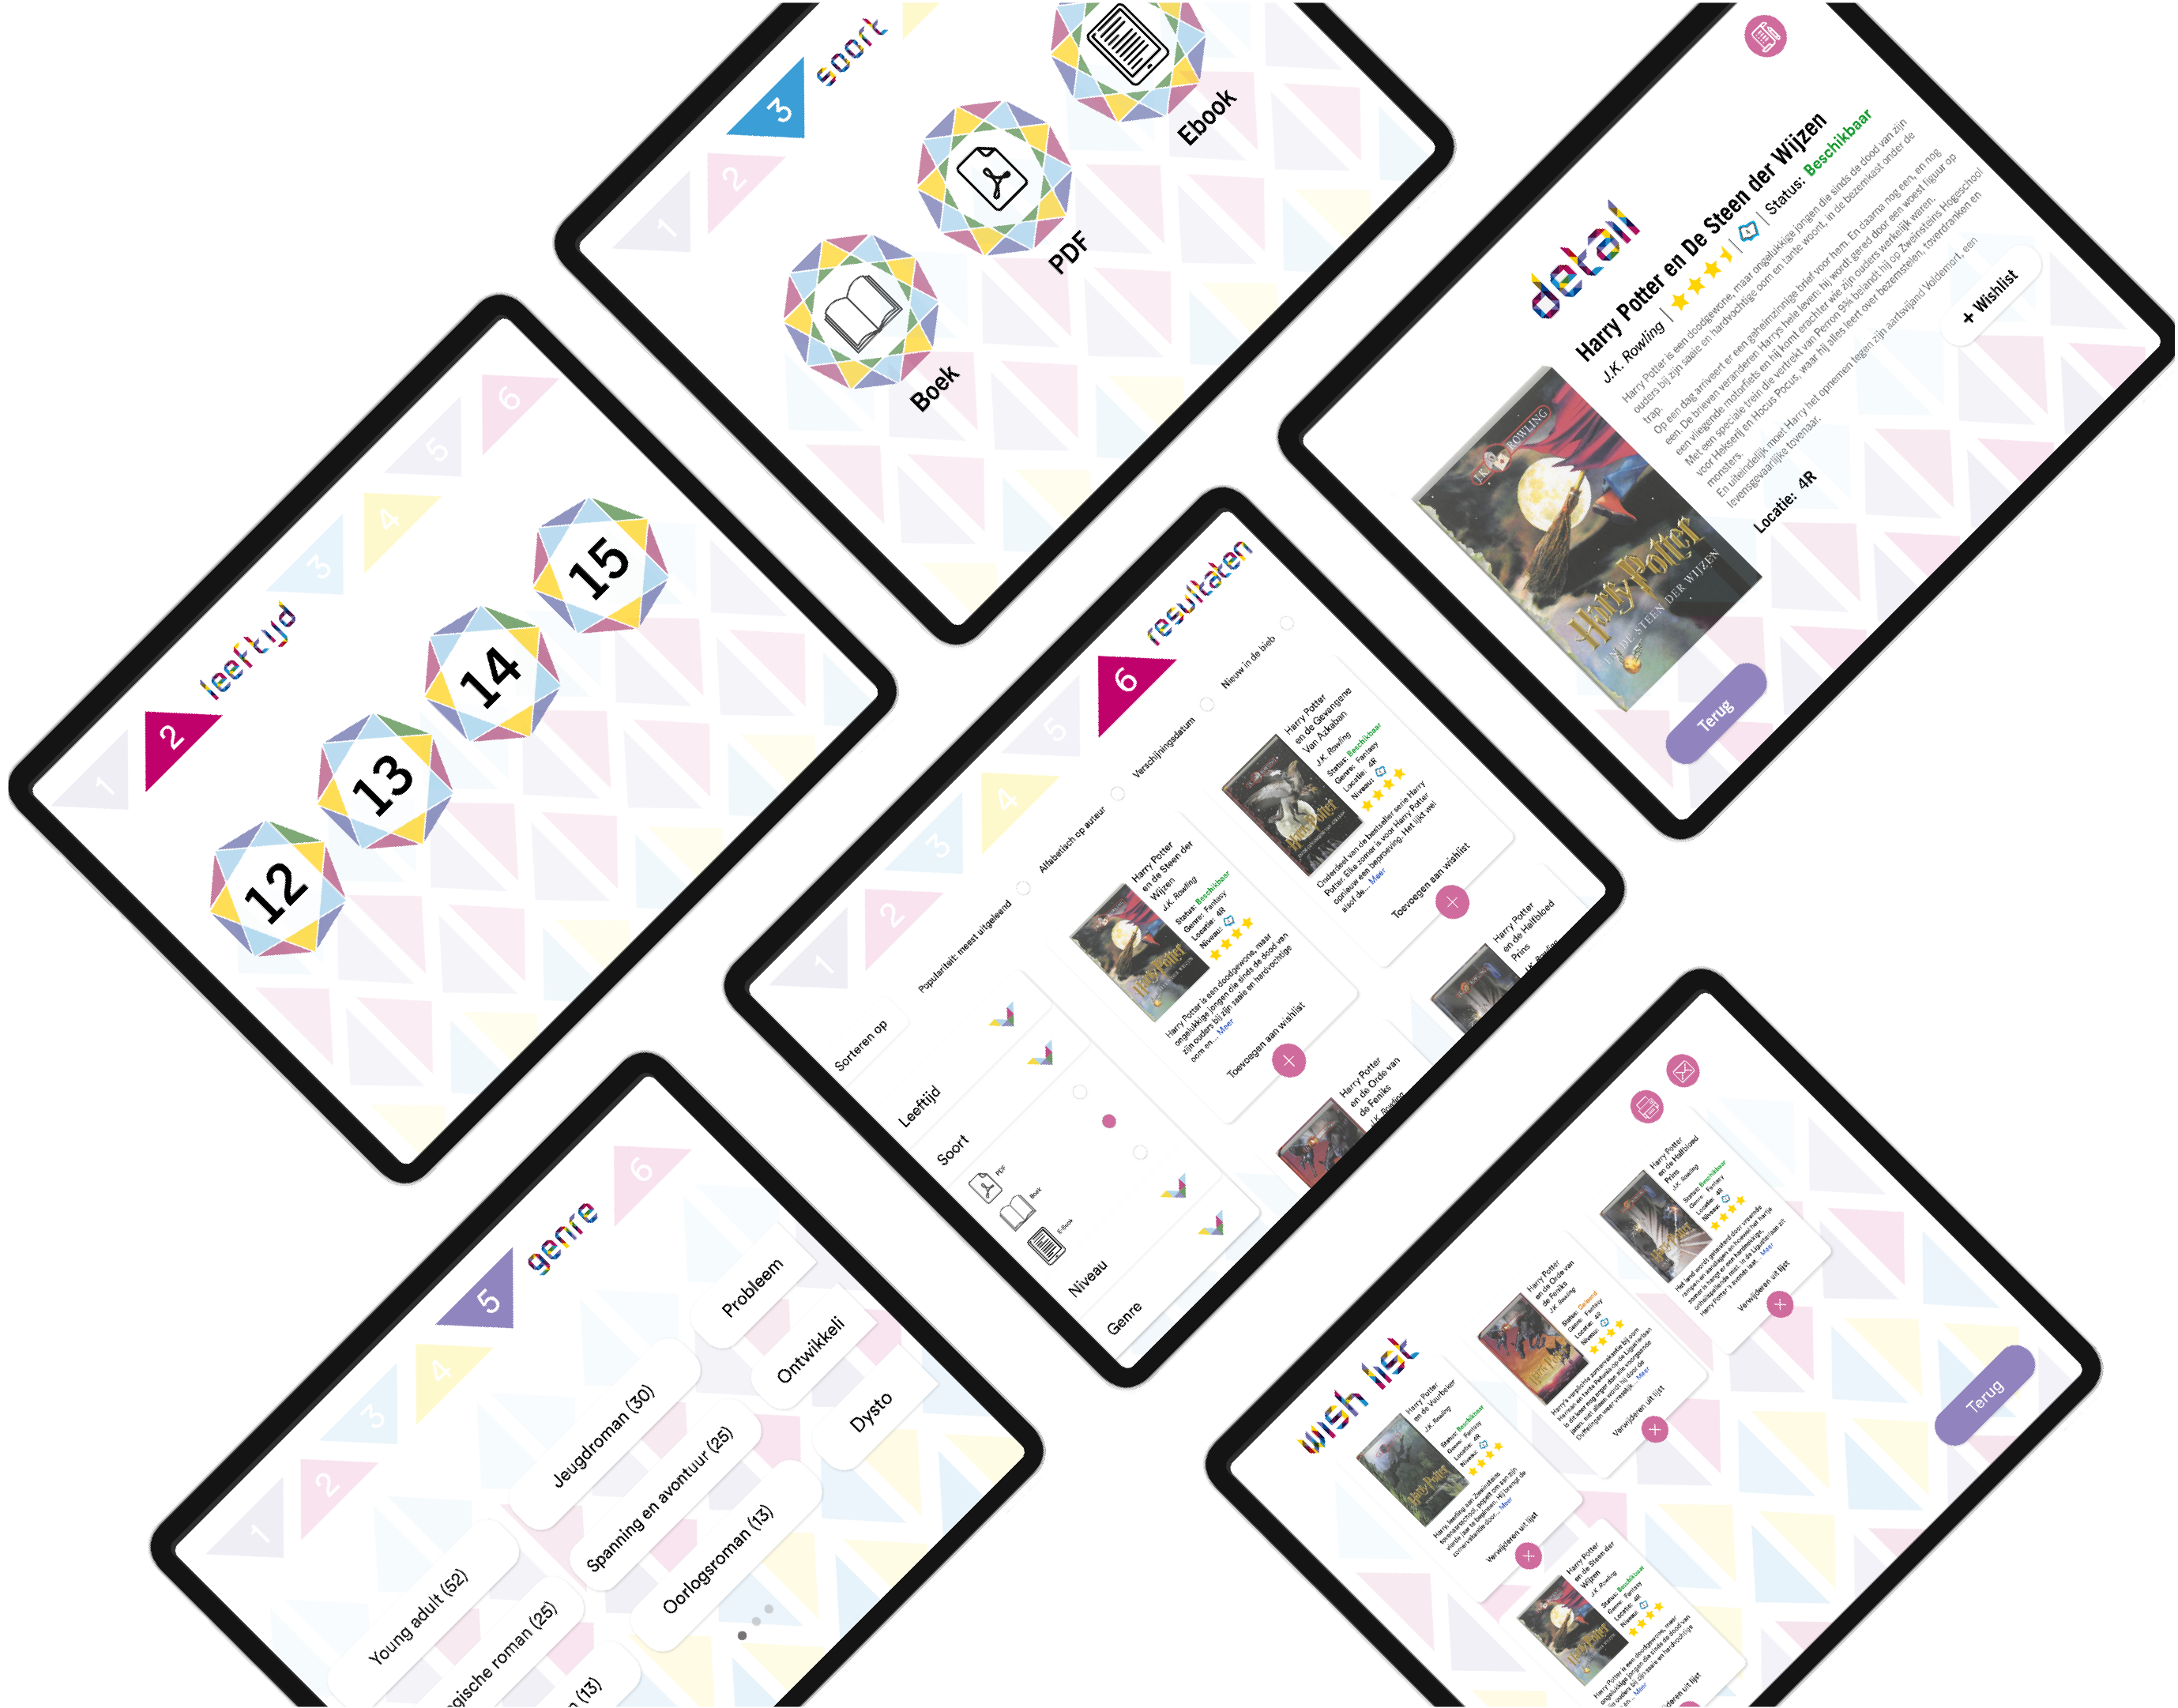 1
2
3
soort
Boek
PDF
Ebook
detail
Harry Potter en De Steen der Wijzen
J.K. Rowling | | | Status: Beschikbaar
Harry Potter is een doodgewone, maar ongelukkige jongen die sinds de dood van zijn
ouders bij zijn saaie en hardvochtige oom en tante woont, in de bezemkast onder de
trap.
Op een dag arriveert er een geheimzinnige brief voor hem. En daarna nog een, en nog
een. De brieven veranderen Harrys hele leven: hij wordt gered door een woest figuur op
een vliegende motorfiets en hij komt erachter wie zijn ouders werkelijk waren.
Met een speciale trein die vertrekt van Perron 9¾ belandt hij op Zweinsteins Hogeschool
voor Hekserij en Hocus Pocus, waar hij alles leert over bezemstelen, toverdranken en
monsters.
En uiteindelijk moet Harry het opnemen tegen zijn aartsvijand Voldemort, een
levensgevaarlijke tovenaar.
Locatie: 4R
+ Wishlist
Terug
J.K. ROWLING
Harry Potter
EN DE STEEN DER WIJZEN
1
2
leeftijd
3
4
5
6
12
13
14
15
1
2
3
4
5
6
resultaten
Sorteren op
Populariteit: meest uitgeleend
Alfabetisch op auteur
Verschijningsdatum
Nieuw in de bieb
Leeftijd
Soort
PDF
Boek
E-Book
Niveau
Genre
Harry Potter
en de Steen der
Wijzen
J.K. Rowling
Status: Beschikbaar
Genre: Fantasy
Locatie: 4R
Niveau:
Harry Potter is een doodgewone, maar
ongelukkige jongen die sinds de dood van
zijn ouders bij zijn saaie en hardvochtige
oom en... Meer
Toevoegen aan wishlist
Harry Potter
en de Gevangene
Van Azkaban
J.K. Rowling
Status: Beschikbaar
Genre: Fantasy
Locatie: 4R
Niveau:
Onderdeel van de bestseller serie Harry
Potter. Elke zomer is voor Harry Potter
opnieuw een beproeving. Het lijkt wel
alsof de... Meer
Toevoegen aan wishlist
Harry Potter
en de Orde van
de Feniks
J.K. Rowling
Harry Potter
en de Halfbloed
Prins
J.K. Rowling
1
2
3
4
5
genre
6
Young adult (52)
Jeugdroman (30)
Probleem
gische roman (25)
Spanning en avontuur (25)
Ontwikkeli
(13)
Oorlogsroman (13)
Dysto
wish list
Harry Potter
en de Vuurbeker
J.K. Rowling
Status: Beschikbaar
Genre: Fantasy
Locatie: 4R
Niveau:
Harry, leerling aan Zweinsteins
Meer
Verwijderen uit lijst
Harry Potter
en de Orde van
de Feniks
J.K. Rowling
Status: Geleend
Genre: Fantasy
Locatie: 4R
Niveau:
Meer
Verwijderen uit lijst
Harry Potter
en de Halfbloed
Prins
J.K. Rowling
Status: Beschikbaar
Genre: Fantasy
Locatie: 4R
Niveau:
Meer
Verwijderen uit lijst
Harry Potter
en de Steen der
Wijzen
J.K. Rowling
Status: Beschikbaar
Genre: Fantasy
Locatie: 4R
Niveau:
Harry Potter is een doodgewone, maar
ongelukkige jongen die sinds de dood van
zijn ouders bij zijn saaie en hardvochtige
Meer
deren uit lijst
Terug